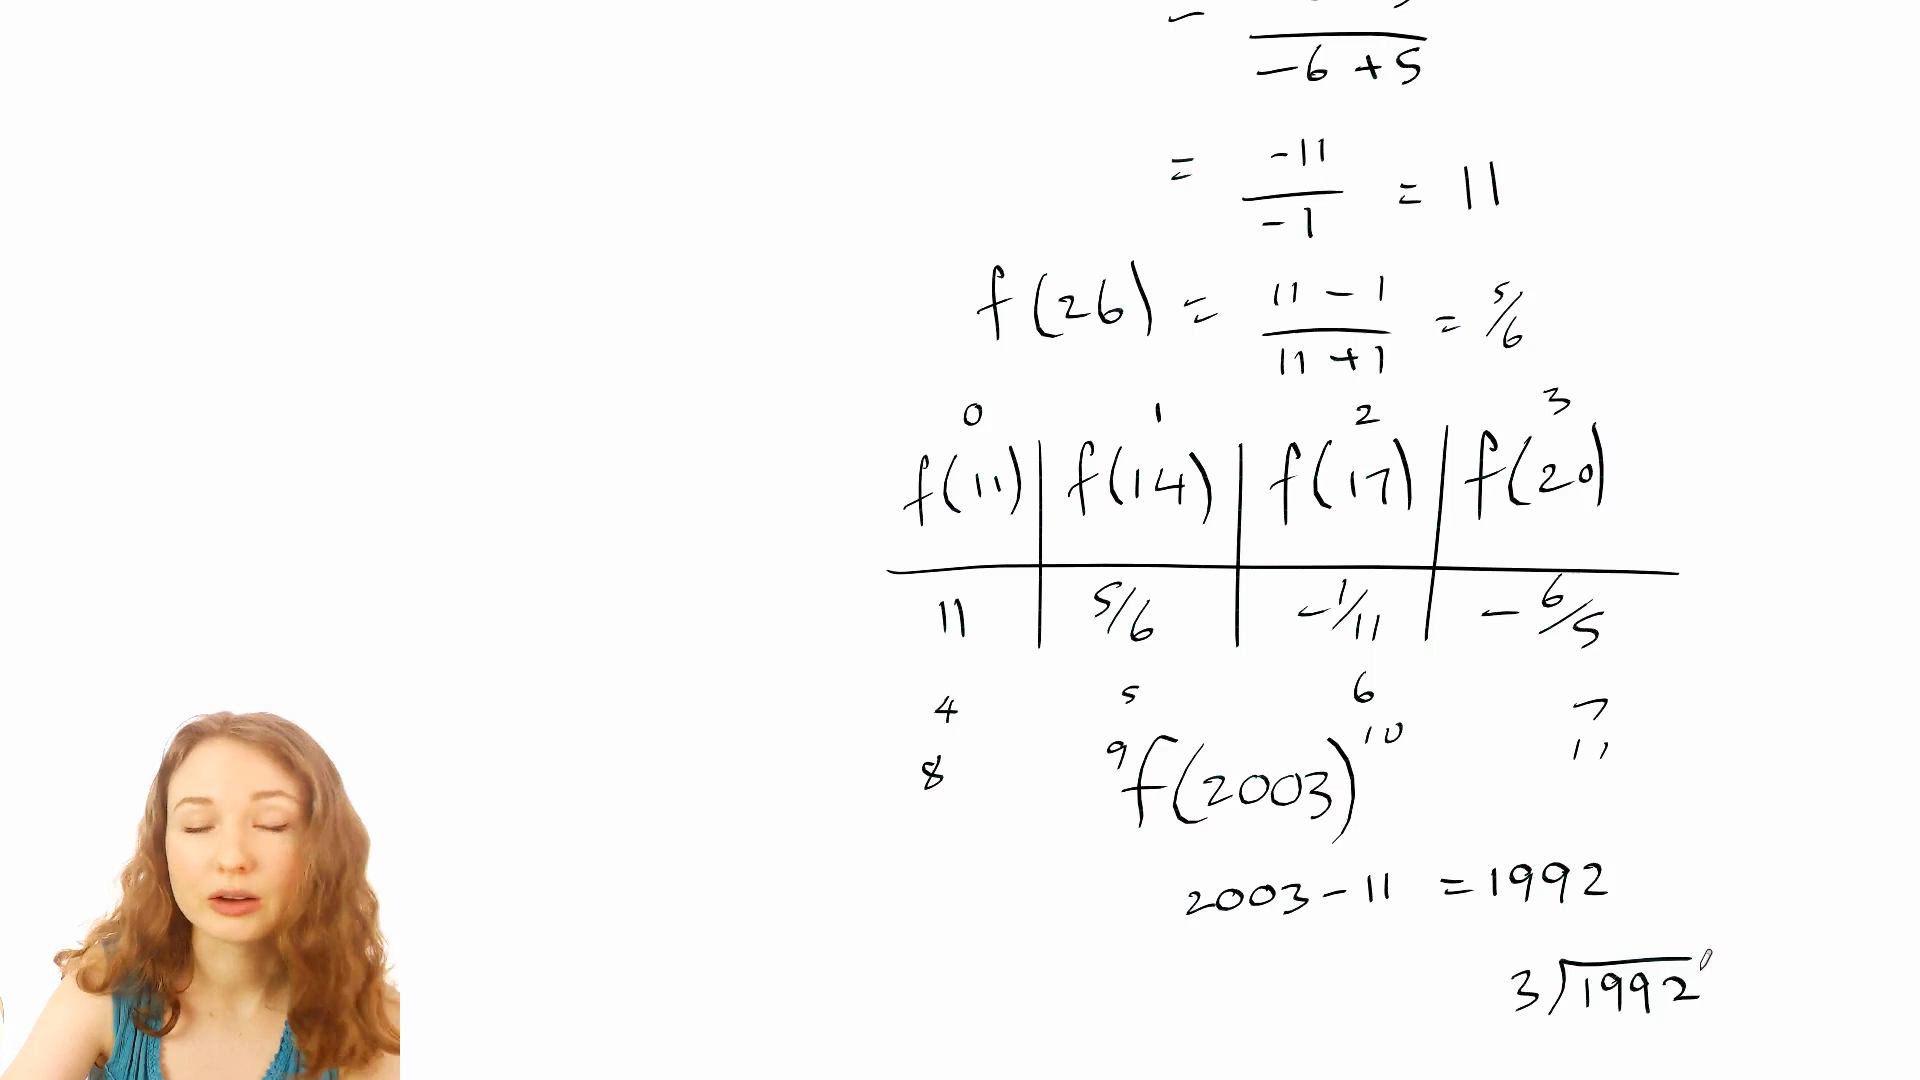 -6 + 5
= -11 / -1 = 11
f(26) = 11 - 1 / 11 + 1 = 5/6
0 1 2 3
f(11) f(14) f(17) f(20)
11 5/6 -1/11 -6/5
4 5 6 7
8 9 10 11
f(2003)
2003 - 11 = 1992
3)1992